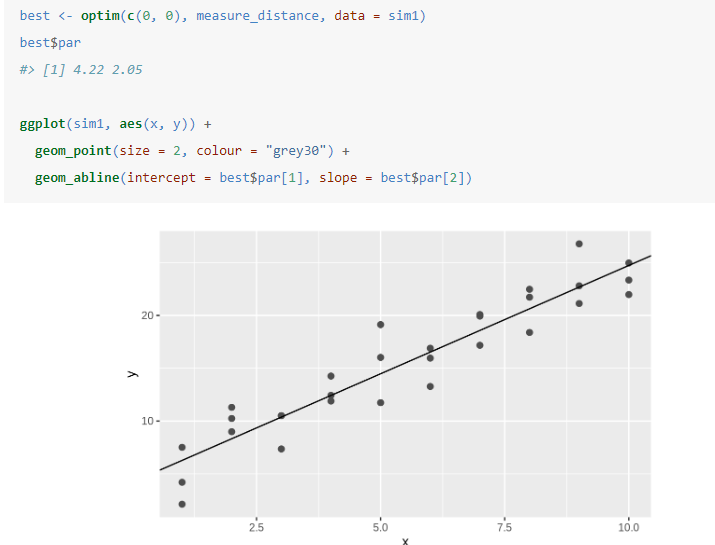 best <- optim(c(0, 0), measure_distance, data = sim1)
best$par
#> [1] 4.22 2.05
ggplot(sim1, aes(x, y)) +
  geom_point(size = 2, colour = "grey30") +
  geom_abline(intercept = best$par[1], slope = best$par[2])
20
y
10
2.5 5.0 7.5 10.0
x